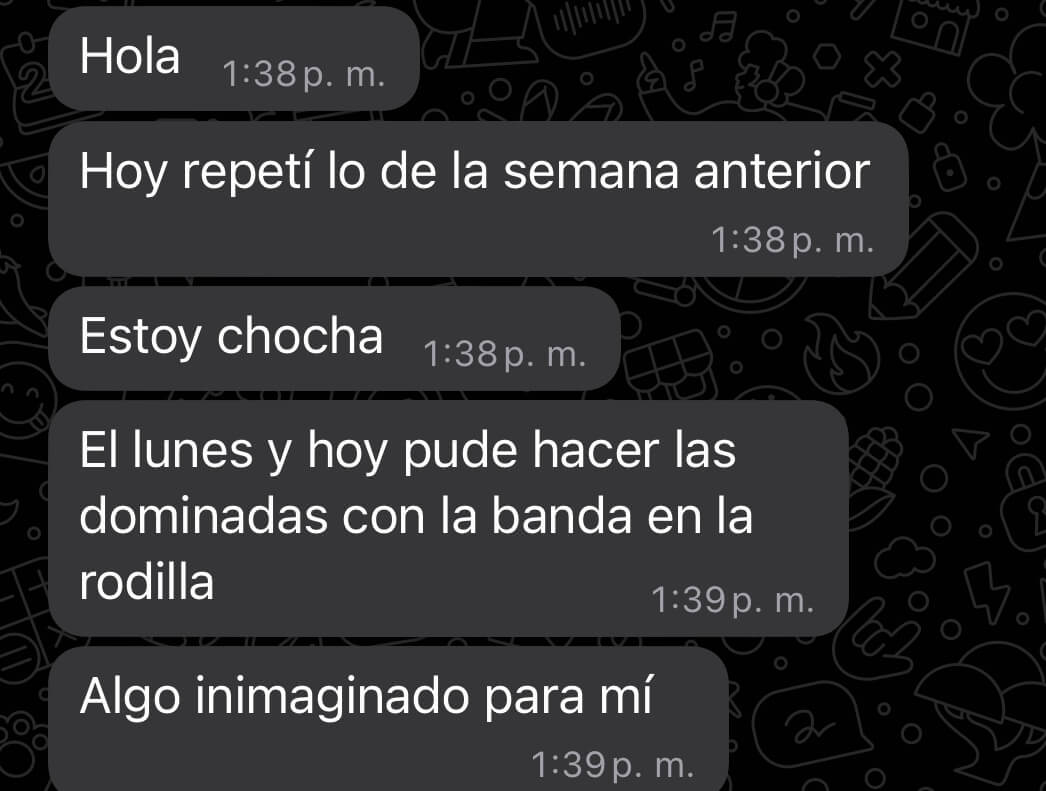 Hola 1:38 p. m.
Hoy repetí lo de la semana anterior
1:38 p. m.
Estoy chocha 1:38 p. m.
El lunes y hoy pude hacer las
dominadas con la banda en la
rodilla 1:39 p. m.
Algo inimaginado para mí
1:39 p. m.